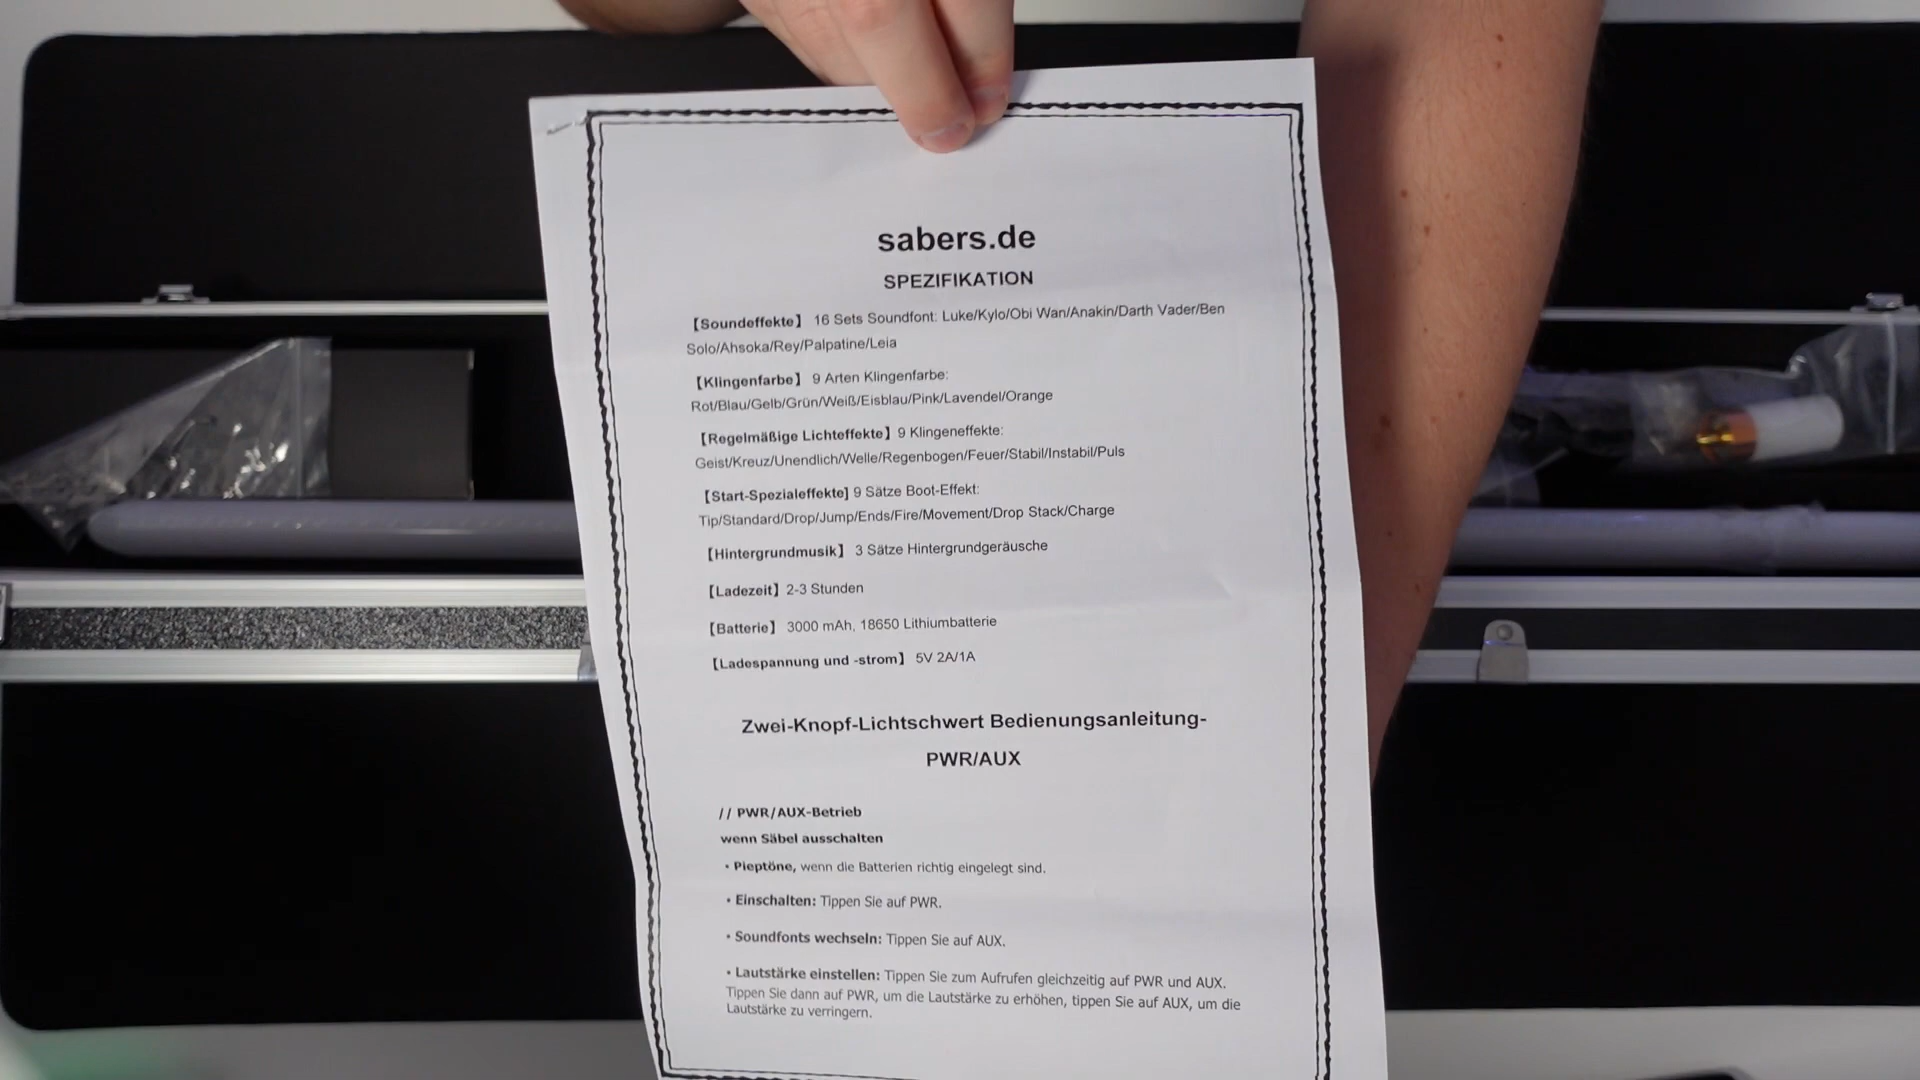 sabers.de
SPEZIFIKATION
【Soundeffekte】 16 Sets Soundfont: Luke/Kylo/Obi Wan/Anakin/Darth Vader/Ben
Solo/Ahsoka/Rey/Palpatine/Leia
【Klingenfarbe】 9 Arten Klingenfarbe:
Rot/Blau/Gelb/Grün/Weiß/Eisblau/Pink/Lavendel/Orange
【Regelmäßige Lichteffekte】9 Klingeneffekte:
Geist/Kreuz/Unendlich/Welle/Regenbogen/Feuer/Stabil/Instabil/Puls
【Start-Spezialeffekte] 9 Sätze Boot-Effekt:
Tip/Standard/Drop/Jump/Ends/Fire/Movement/Drop Stack/Charge
【Hintergrundmusik】 3 Sätze Hintergrundgeräusche
【Ladezeit】2-3 Stunden
【Batterie】 3000 mAh, 18650 Lithiumbatterie
【Ladespannung und -strom】 5V 2A/1A
Zwei-Knopf-Lichtschwert Bedienungsanleitung-
PWR/AUX
// PWR/AUX-Betrieb
wenn Säbel ausschalten
• Pieptöne, wenn die Batterien richtig eingelegt sind.
• Einschalten: Tippen Sie auf PWR.
• Soundfonts wechseln: Tippen Sie auf AUX.
• Lautstärke einstellen: Tippen Sie zum Aufrufen gleichzeitig auf PWR und AUX.
Tippen Sie dann auf PWR, um die Lautstärke zu erhöhen, tippen Sie auf AUX, um die
Lautstärke zu verringern.